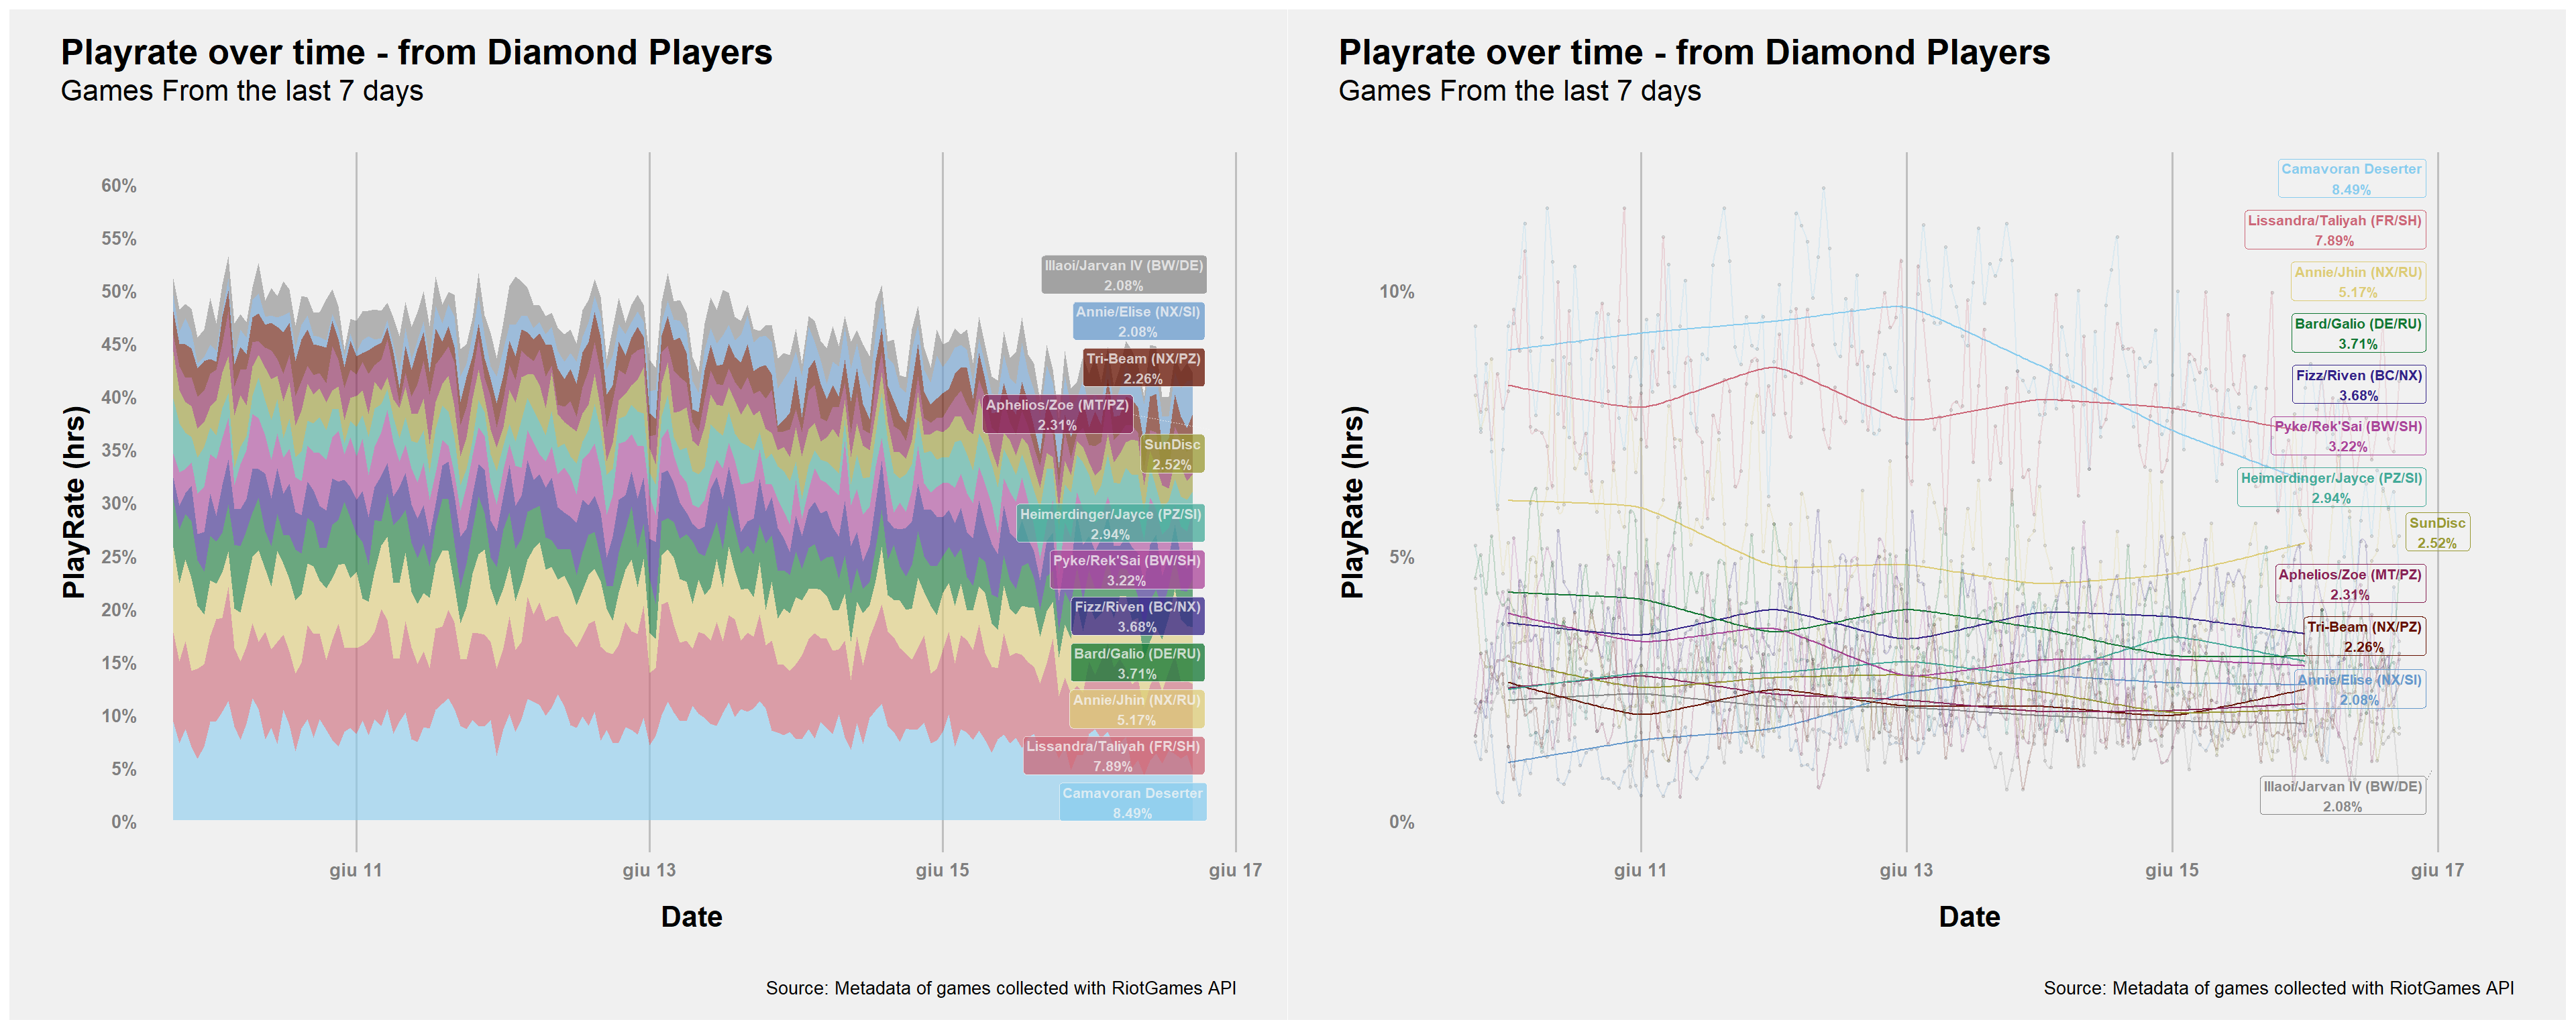 Playrate over time - from Diamond Players
Games From the last 7 days
PlayRate (hrs)
60%
55%
50%
45%
40%
35%
30%
25%
20%
15%
10%
5%
0%
Illaoi/Jarvan IV (BW/DE)
2.08%
Annie/Elise (NX/SI)
2.08%
Tri-Beam (NX/PZ)
2.26%
Aphelios/Zoe (MT/PZ)
2.31%
SunDisc
2.52%
Heimerdinger/Jayce (PZ/SI)
2.94%
Pyke/Rek'Sai (BW/SH)
3.22%
Fizz/Riven (BC/NX)
3.68%
Bard/Galio (DE/RU)
3.71%
Annie/Jhin (NX/RU)
5.17%
Lissandra/Taliyah (FR/SH)
7.89%
Camavoran Deserter
8.49%
giu 11
giu 13
giu 15
giu 17
Date
Source: Metadata of games collected with RiotGames API
Playrate over time - from Diamond Players
Games From the last 7 days
PlayRate (hrs)
10%
5%
0%
Camavoran Deserter
8.49%
Lissandra/Taliyah (FR/SH)
7.89%
Annie/Jhin (NX/RU)
5.17%
Bard/Galio (DE/RU)
3.71%
Fizz/Riven (BC/NX)
3.68%
Pyke/Rek'Sai (BW/SH)
3.22%
Heimerdinger/Jayce (PZ/SI)
2.94%
SunDisc
2.52%
Aphelios/Zoe (MT/PZ)
2.31%
Tri-Beam (NX/PZ)
2.26%
Annie/Elise (NX/SI)
2.08%
Illaoi/Jarvan IV (BW/DE)
2.08%
giu 11
giu 13
giu 15
giu 17
Date
Source: Metadata of games collected with RiotGames API